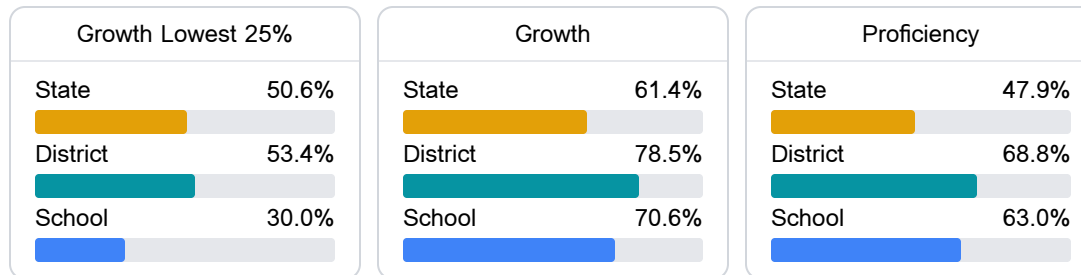 Growth Lowest 25%
State 50.6%
District 53.4%
School 30.0%
Growth
State 61.4%
District 78.5%
School 70.6%
Proficiency
State 47.9%
District 68.8%
School 63.0%